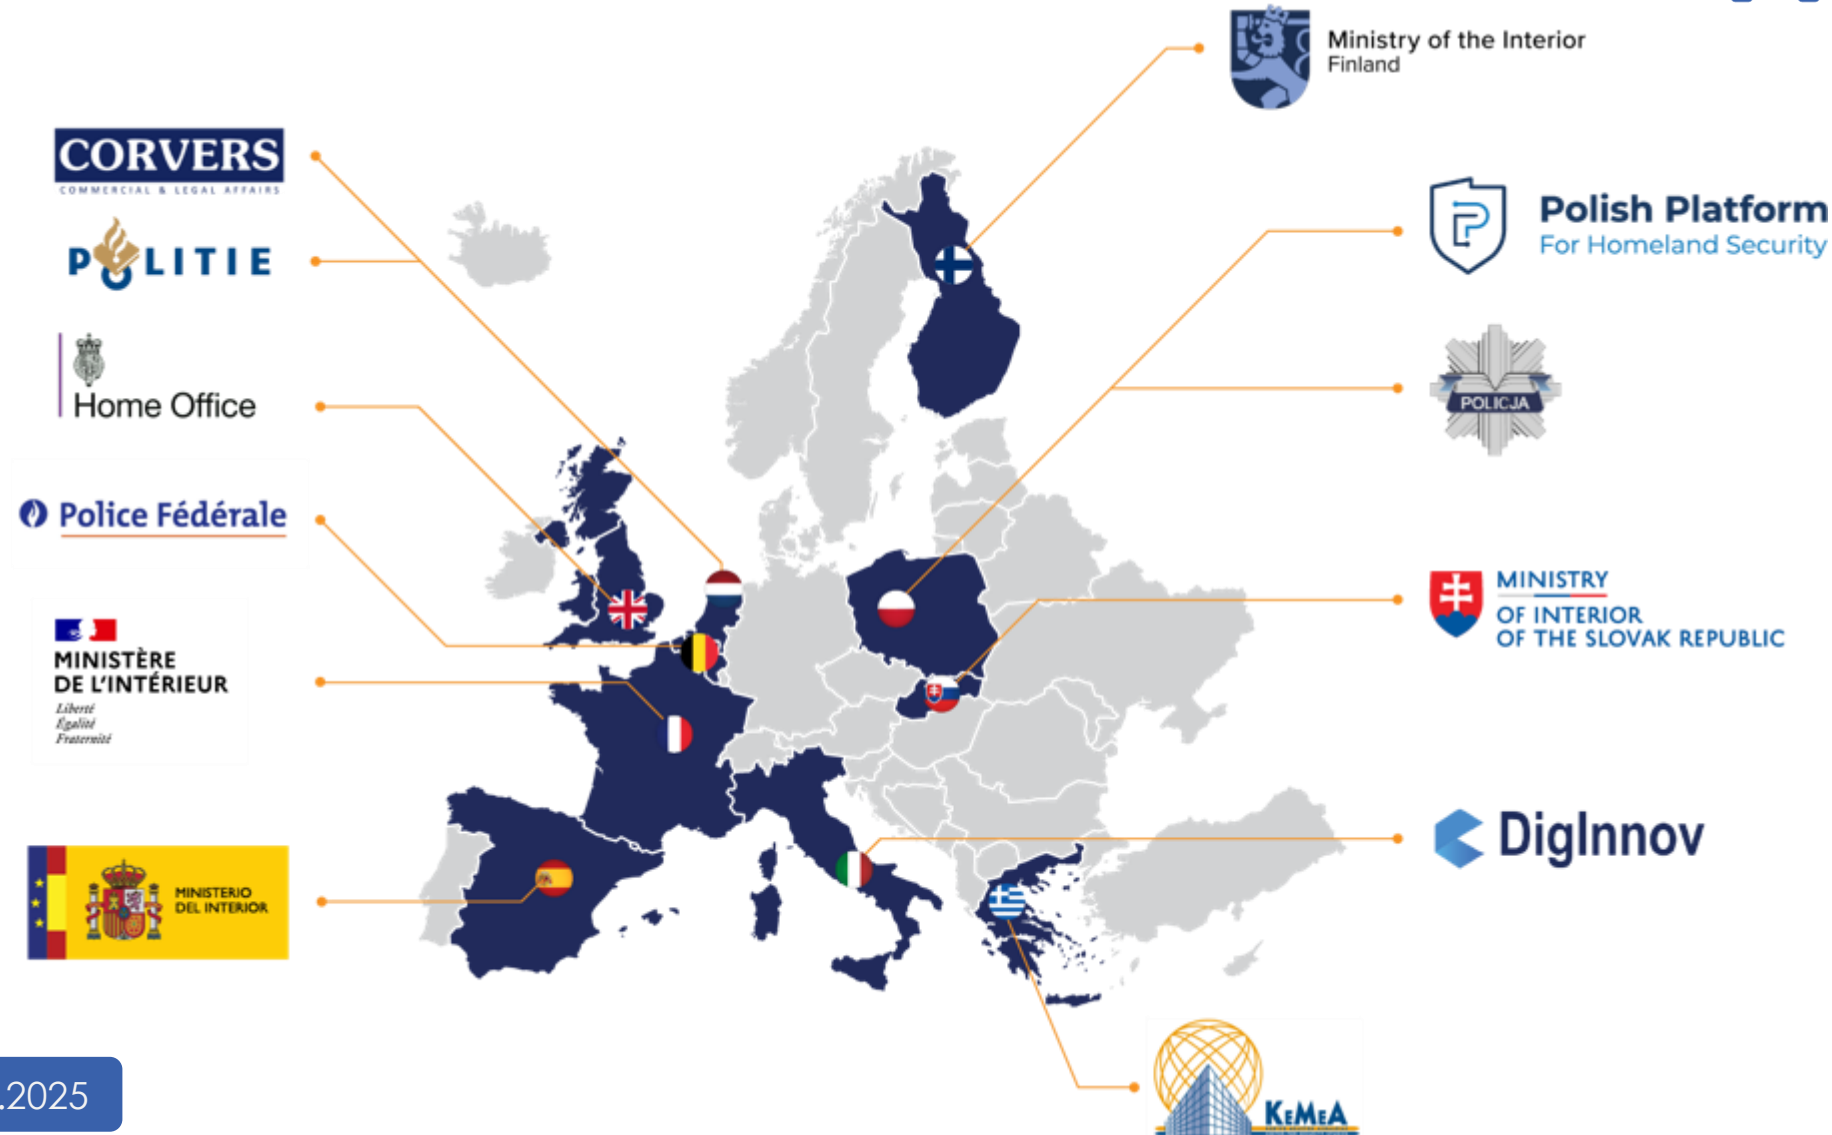 Ministry of the Interior
Finland
CORVERS
COMMERCIAL & LEGAL AFFAIRS
POLITIE
Home Office
Police Fédérale
MINISTÈRE
DE L'INTÉRIEUR
Liberté
Égalité
Fraternité
MINISTERIO
DEL INTERIOR
Polish Platform
For Homeland Security
POLICJA
MINISTRY
OF INTERIOR
OF THE SLOVAK REPUBLIC
DigInnov
KEMEA
.2025